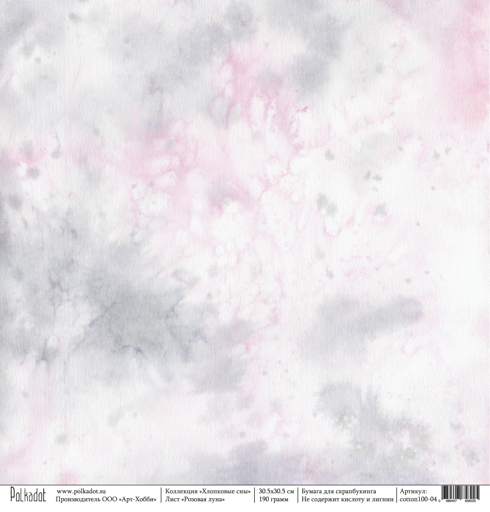 Polkadot
www.polkadot.su
Производитель ООО «Арт-Хобби»
Коллекция «Хлопковые сны»
Лист «Розовая луна»
30.5x30.5 см
190 грамм
Бумага для скрапбукинга
Не содержит кислоту и лигнин
Артикул:
cotton100-04